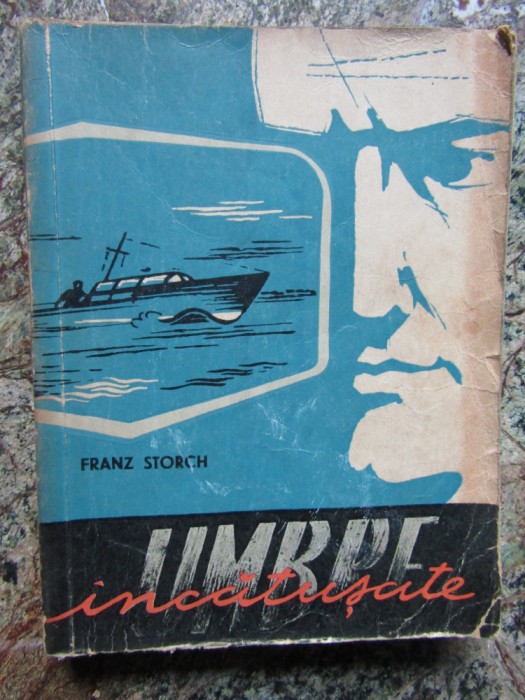 FRANZ STORCH
UMBRE
încătușate